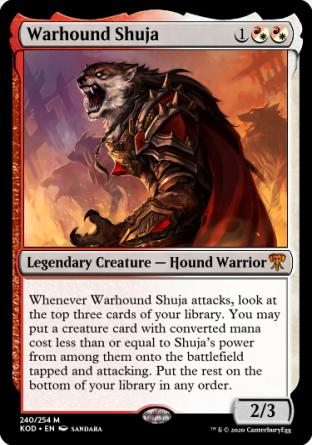 Warhound Shuja 1
Legendary Creature — Hound Warrior
Whenever Warhound Shuja attacks, look at
the top three cards of your library. You may
put a creature card with converted mana
cost less than or equal to Shuja's power
from among them onto the battlefield
tapped and attacking. Put the rest on the
bottom of your library in any order.
2/3
240/254 M
KOD • EN SANDARA
™ & © 2020 CanterburyEgg